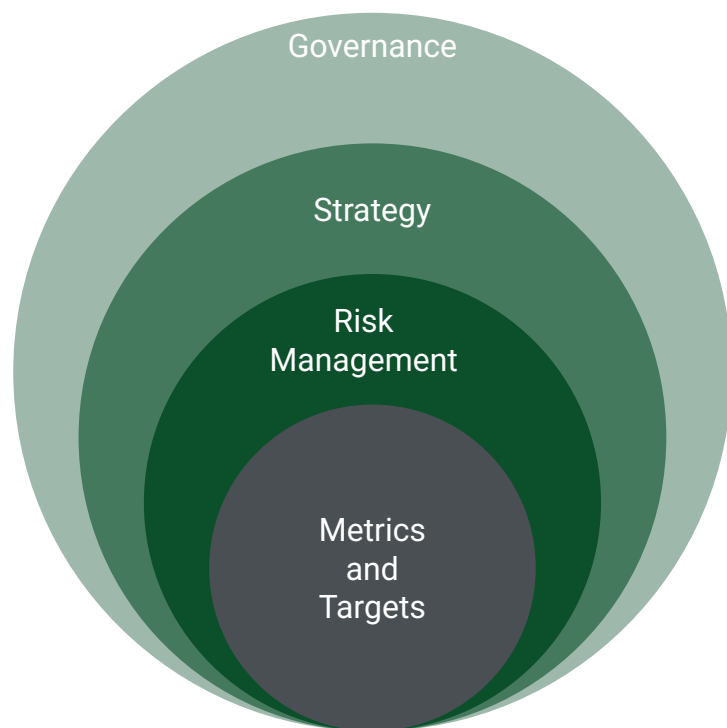 Governance
Strategy
Risk
Management
Metrics
and
Targets